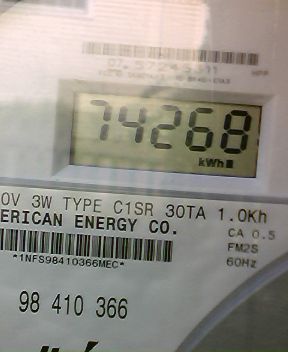 74268
kWh
0V 3W TYPE C1SR 30TA 1.0Kh
ERICAN ENERGY CO.
CA 0.5
*1NFS98410366MEC*
FM2S
60Hz
98 410 366